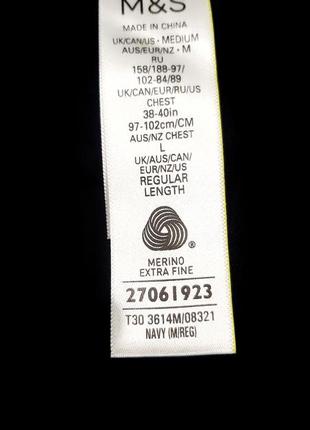 M&S
MADE IN CHINA
UK/CAN/US - MEDIUM
AUS/EUR/NZ - M
RU
158/188-97/
102-84/89
UK/CAN/EUR/RU/US
CHEST
38-40in
97-102cm/CM
AUS/NZ CHEST
L
UK/AUS/CAN/
EUR/NZ/US
REGULAR
LENGTH
®
MERINO
EXTRA FINE
27061923
T30 3614M/08321
NAVY (M/REG)